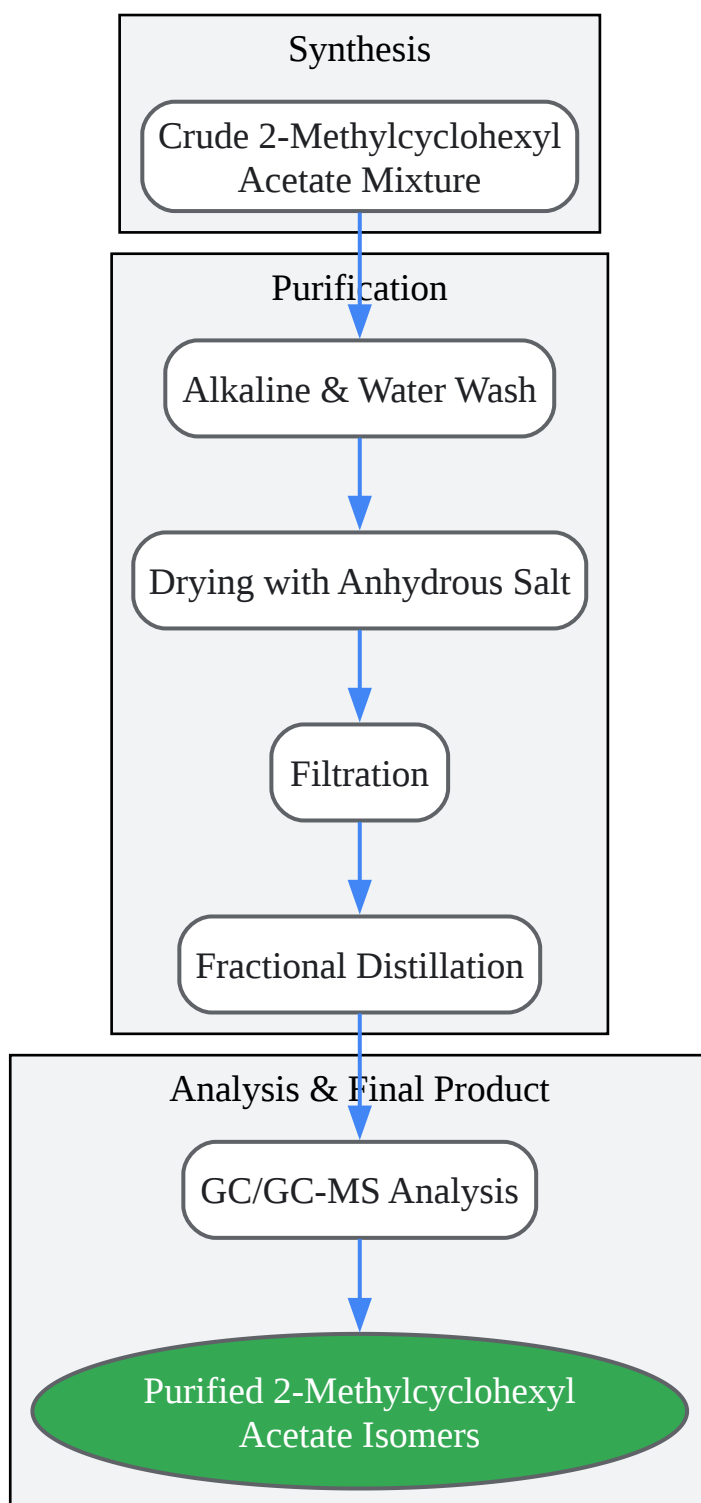 Synthesis
Crude 2-Methylcyclohexyl
Acetate Mixture
Purification
Alkaline & Water Wash
Drying with Anhydrous Salt
Filtration
Fractional Distillation
Analysis & Final Product
GC/GC-MS Analysis
Purified 2-Methylcyclohexyl
Acetate Isomers